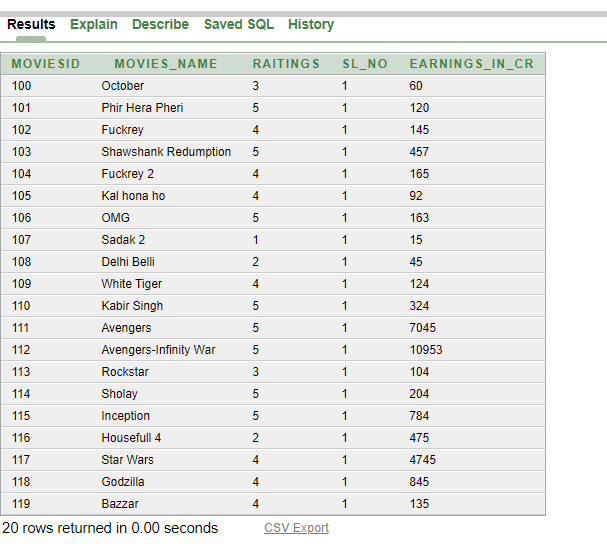 Results Explain Describe Saved SQL History
MOVIESID MOVIES_NAME RAITINGS SL_NO EARNINGS_IN_CR
100 October 3 1 60
101 Phir Hera Pheri 5 1 120
102 Fuckrey 4 1 145
103 Shawshank Redumption 5 1 457
104 Fuckrey 2 4 1 165
105 Kal hona ho 4 1 92
106 OMG 5 1 163
107 Sadak 2 1 1 15
108 Delhi Belli 2 1 45
109 White Tiger 4 1 124
110 Kabir Singh 5 1 324
111 Avengers 5 1 7045
112 Avengers-Infinity War 5 1 10953
113 Rockstar 3 1 104
114 Sholay 5 1 204
115 Inception 5 1 784
116 Housefull 4 2 1 475
117 Star Wars 4 1 4745
118 Godzilla 4 1 845
119 Bazzar 4 1 135
20 rows returned in 0.00 seconds CSV Export